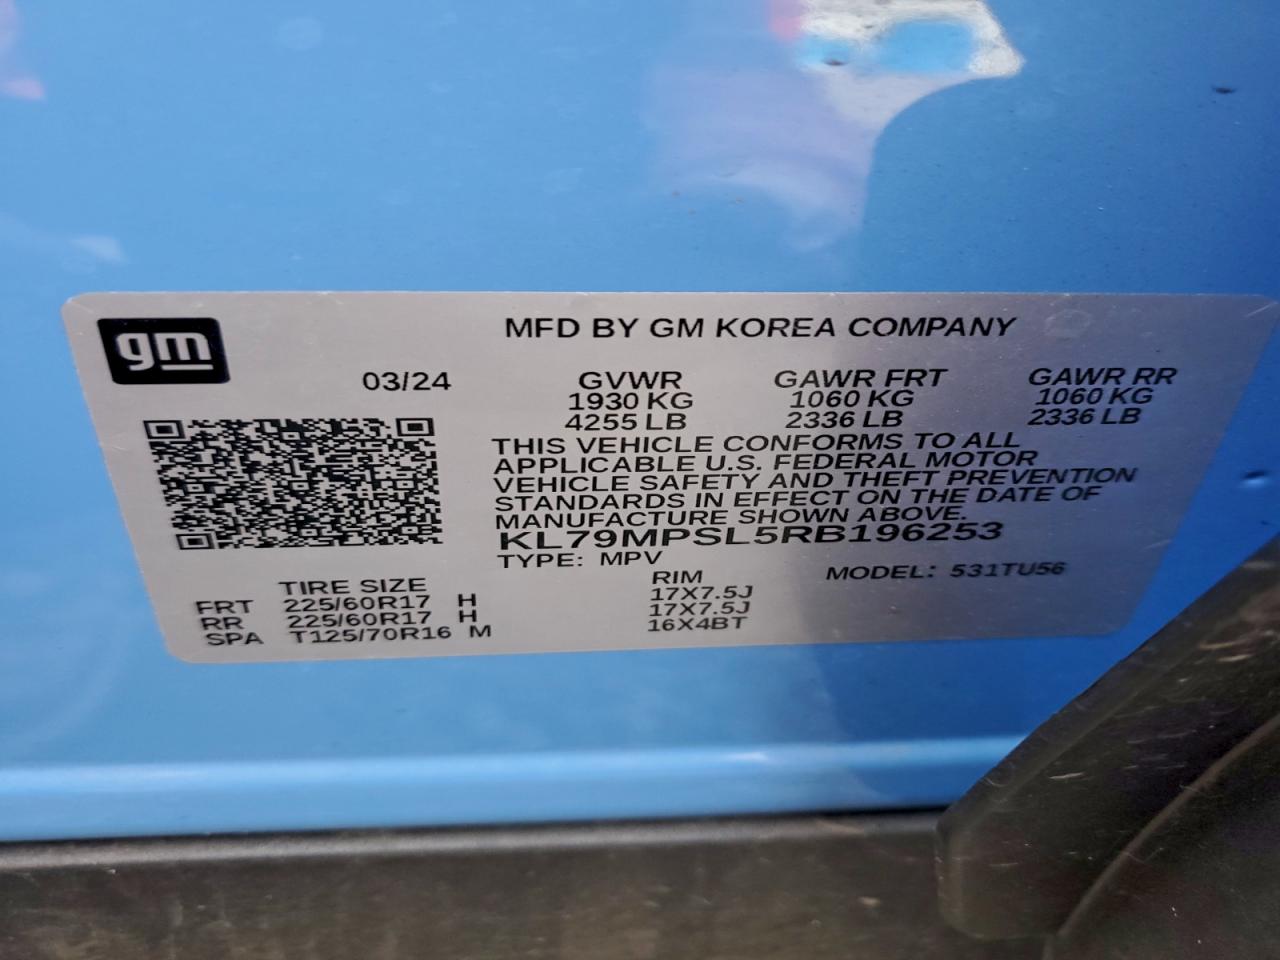 gm
MFD BY GM KOREA COMPANY
03/24
GVWR GAWR FRT GAWR RR
1930 KG 1060 KG 1060 KG
4255 LB 2336 LB 2336 LB
THIS VEHICLE CONFORMS TO ALL
APPLICABLE U.S. FEDERAL MOTOR
VEHICLE SAFETY AND THEFT PREVENTION
STANDARDS IN EFFECT ON THE DATE OF
MANUFACTURE SHOWN ABOVE.
KL79MPSL5RB196253
TYPE: MPV MODEL: 531TU56
TIRE SIZE RIM
FRT 225/60R17 H 17X7.5J
RR 225/60R17 H 17X7.5J
SPA T125/70R16 M 16X4BT